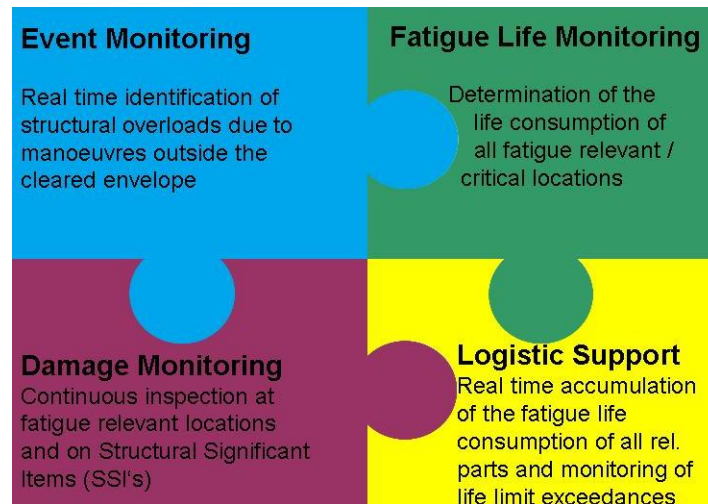 Event Monitoring
Real time identification of
structural overloads due to
manoeuvres outside the
cleared envelope
Fatigue Life Monitoring
Determination of the
life consumption of
all fatigue relevant /
critical locations
Damage Monitoring
Continuous inspection at
fatigue relevant locations
and on Structural Significant
Items (SSI's)
Logistic Support
Real time accumulation
of the fatigue life
consumption of all rel.
parts and monitoring of
life limit exceedances